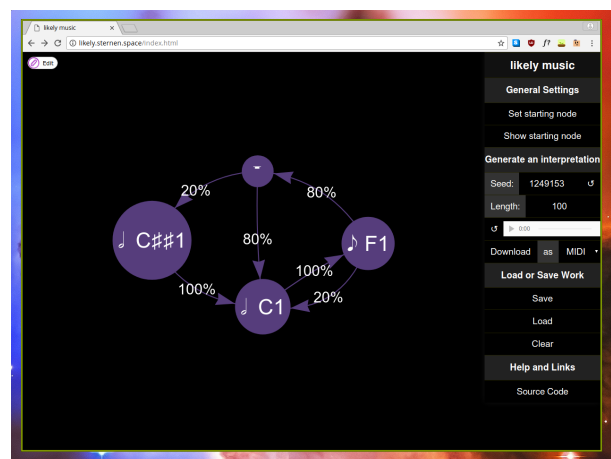 likely music
likely.sternen.space/index.html
f?
Edit
20%
80%
C♯♯1
80%
F1
100%
100%
20%
C1
likely music
General Settings
Set starting node
Show starting node
Generate an interpretation
Seed: 1249153
Length: 100
0:00
Download as MIDI
Load or Save Work
Save
Load
Clear
Help and Links
Source Code